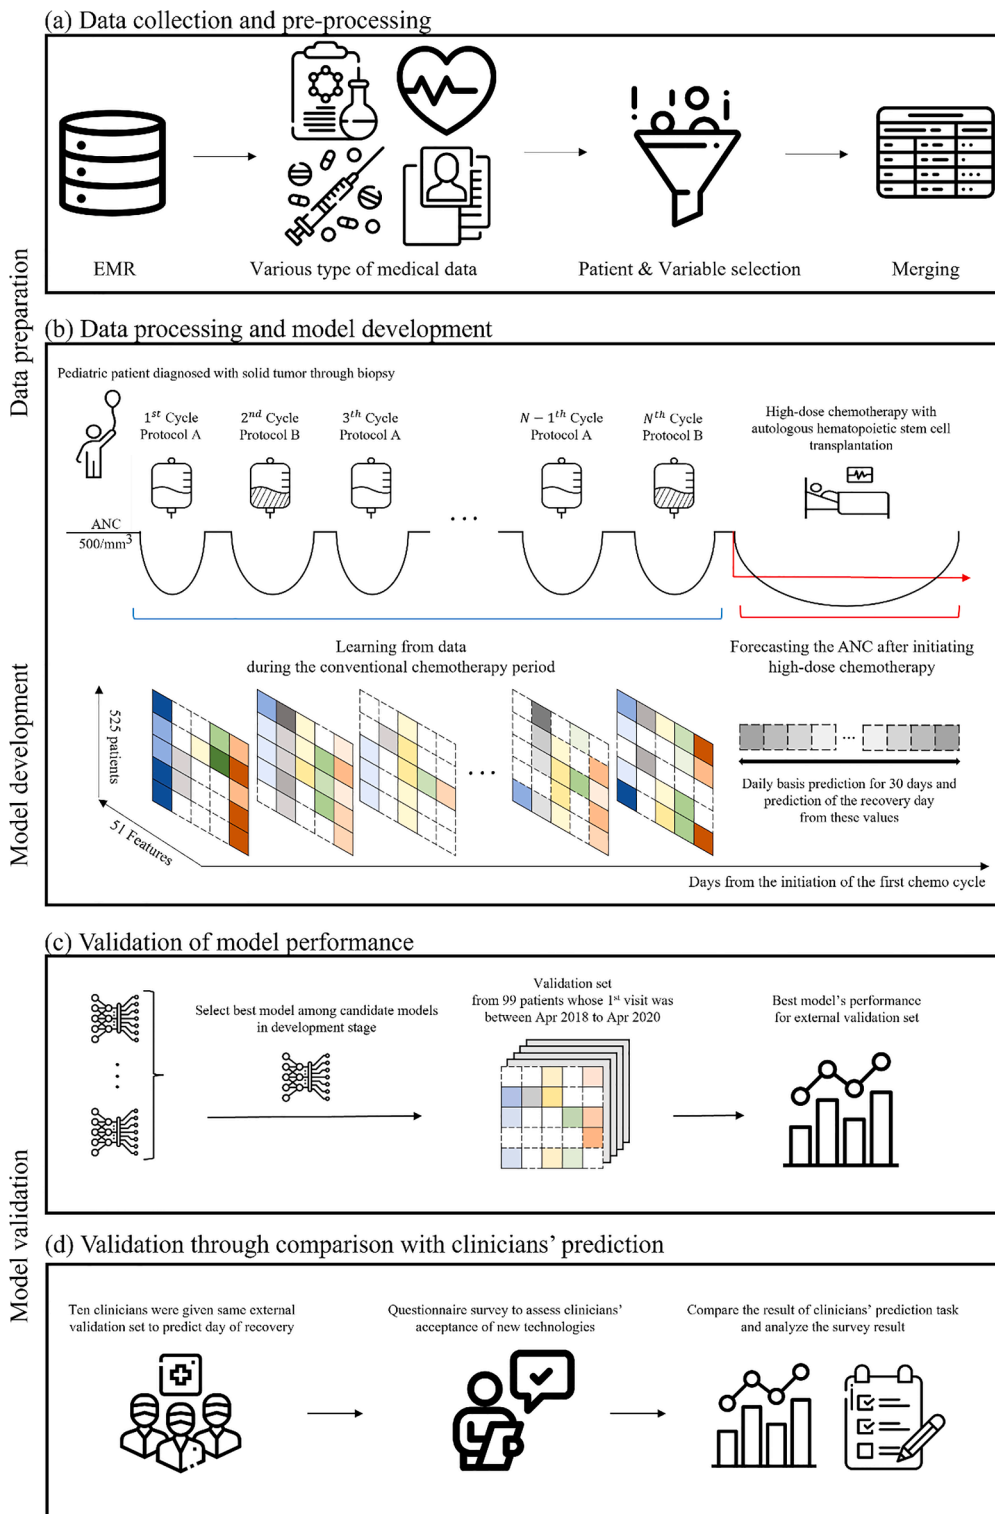 (a) Data collection and pre-processing
EMR
Various type of medical data
Patient & Variable selection
Merging
Data preparation
(b) Data processing and model development
Pediatric patient diagnosed with solid tumor through biopsy
1st Cycle
Protocol A
2nd Cycle
Protocol B
3th Cycle
Protocol A
...
N − 1th Cycle
Protocol A
Nth Cycle
Protocol B
High-dose chemotherapy with
autologous hematopoietic stem cell
transplantation
ANC
500/mm3
Learning from data
during the conventional chemotherapy period
Forecasting the ANC after initiating
high-dose chemotherapy
Model development
525 patients
51 Features
...
...
Daily basis prediction for 30 days and
prediction of the recovery day
from these values
Days from the initiation of the first chemo cycle
(c) Validation of model performance
Select best model among candidate models
in development stage
Validation set
from 99 patients whose 1st visit was
between Apr 2018 to Apr 2020
Best model's performance
for external validation set
Model validation
(d) Validation through comparison with clinicians' prediction
Ten clinicians were given same external
validation set to predict day of recovery
Questionnaire survey to assess clinicians'
acceptance of new technologies
Compare the result of clinicians' prediction task
and analyze the survey result